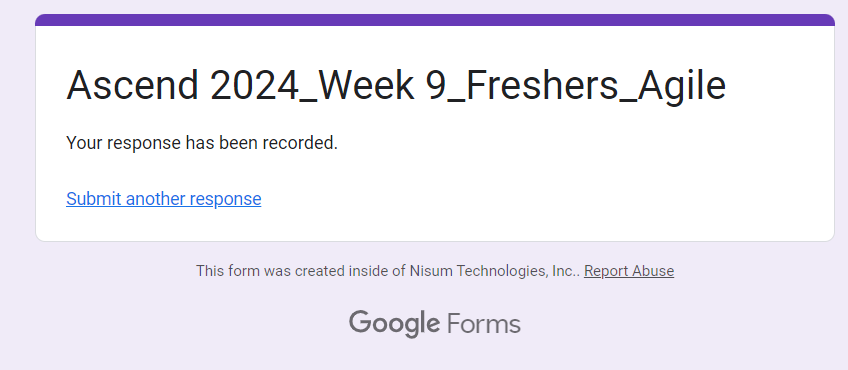 Ascend 2024_Week 9_Freshers_Agile
Your response has been recorded.
Submit another response
This form was created inside of Nisum Technologies, Inc.. Report Abuse
Google Forms